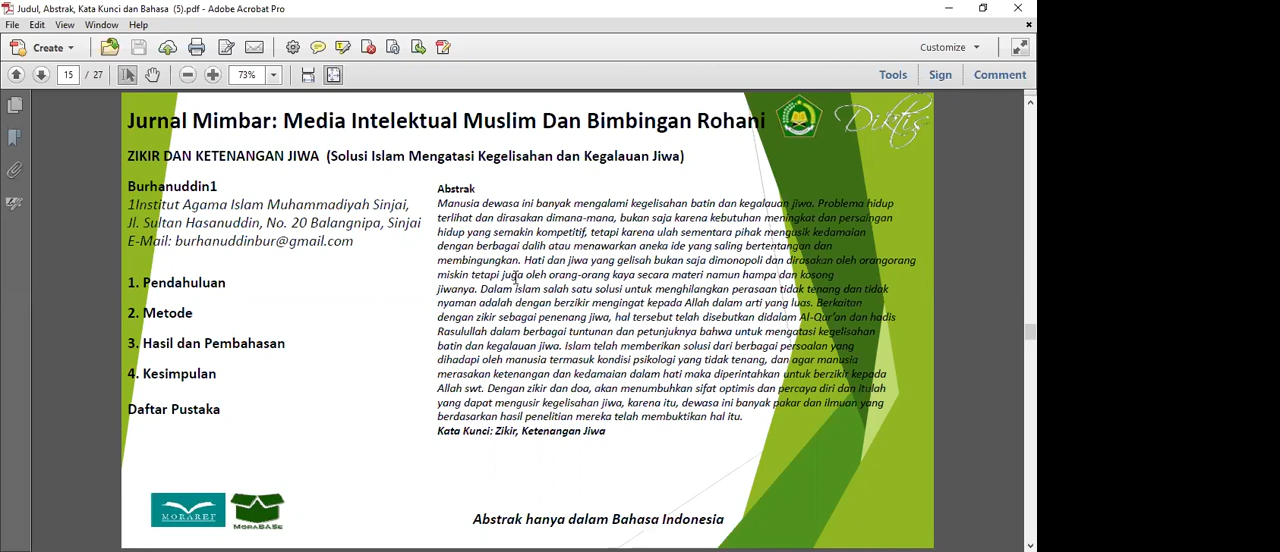 Judul, Abstrak, Kata Kunci dan Bahasa  (5).pdf - Adobe Acrobat Pro
File Edit View Window Help
Create
Customize
15 / 27
73%
Tools Sign Comment
Jurnal Mimbar: Media Intelektual Muslim Dan Bimbingan Rohani
Diktis
ZIKIR DAN KETENANGAN JIWA  (Solusi Islam Mengatasi Kegelisahan dan Kegalauan Jiwa)
Burhanuddin1
1Institut Agama Islam Muhammadiyah Sinjai,
Jl. Sultan Hasanuddin, No. 20 Balangnipa, Sinjai
E-Mail: burhanuddinbur@gmail.com
1. Pendahuluan
2. Metode
3. Hasil dan Pembahasan
4. Kesimpulan
Daftar Pustaka
Abstrak
Manusia dewasa ini banyak mengalami kegelisahan batin dan kegalauan jiwa. Problema hidup
terlihat dan dirasakan dimana-mana, bukan saja karena kebutuhan meningkat dan persaingan
hidup yang semakin kompetitif, tetapi karena ulah sementara pihak mengusik kedamaian
dengan berbagai dalih atau menawarkan aneka ide yang saling bertentangan dan
membingungkan. Hati dan jiwa yang gelisah bukan saja dimonopoli dan dirasakan oleh orangorang
miskin tetapi juga oleh orang-orang kaya secara materi namun hampa dan kosong
jiwanya. Dalam islam salah satu solusi untuk menghilangkan perasaan tidak tenang dan tidak
nyaman adalah dengan berzikir mengingat kepada Allah dalam arti yang luas. Berkaitan
dengan zikir sebagai penenang jiwa, hal tersebut telah disebutkan didalam Al-Qur'an dan hadis
Rasulullah dalam berbagai tuntunan dan petunjuknya bahwa untuk mengatasi kegelisahan
batin dan kegalauan jiwa. Islam telah memberikan solusi dari berbagai persoalan yang
dihadapi oleh manusia termasuk kondisi psikologi yang tidak tenang, dan agar manusia
merasakan ketenangan dan kedamaian dalam hati maka diperintahkan untuk berzikir kepada
Allah swt. Dengan zikir dan doa, akan menumbuhkan sifat optimis dan percaya diri dan itulah
yang dapat mengusir kegelisahan jiwa, karena itu, dewasa ini banyak pakar dan ilmuan yang
berdasarkan hasil penelitian mereka telah membuktikan hal itu.
Kata Kunci: Zikir, Ketenangan Jiwa
MORAREF
MORABASE
Abstrak hanya dalam Bahasa Indonesia